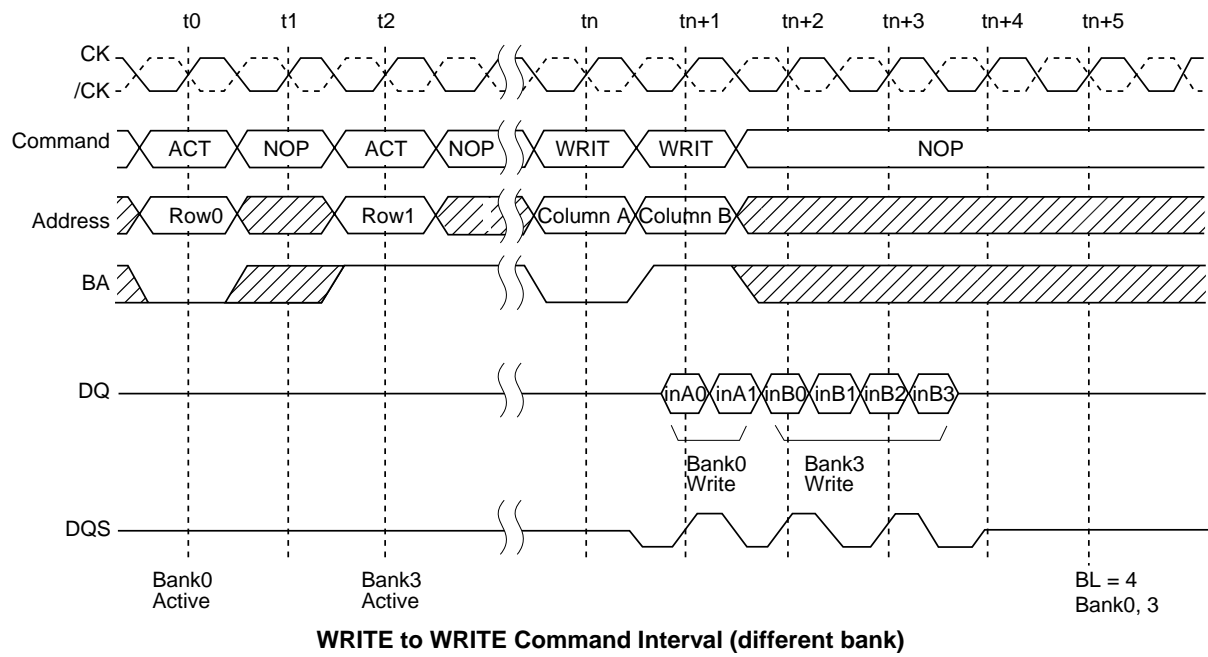 t0 t1 t2 tn tn+1 tn+2 tn+3 tn+4 tn+5
CK
/CK
Command ACT NOP ACT NOP WRIT WRIT NOP
Address Row0 Row1 Column A Column B
BA
DQ inA0 inA1 inB0 inB1 inB2 inB3
Bank0 Bank3
Write Write
DQS
Bank0 Bank3 BL = 4
Active Active Bank0, 3
WRITE to WRITE Command Interval (different bank)